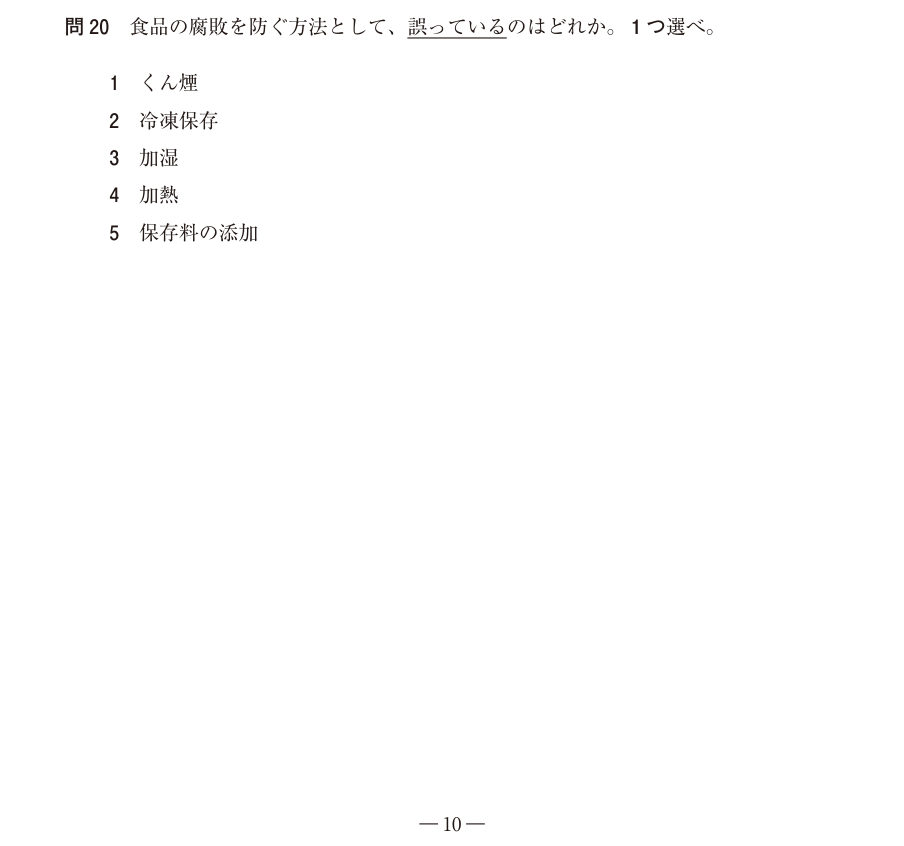 問 20　食品の腐敗を防ぐ方法として、誤っているのはどれか。1つ選べ。
1　くん煙
2　冷凍保存
3　加湿
4　加熱
5　保存料の添加
― 10 ―